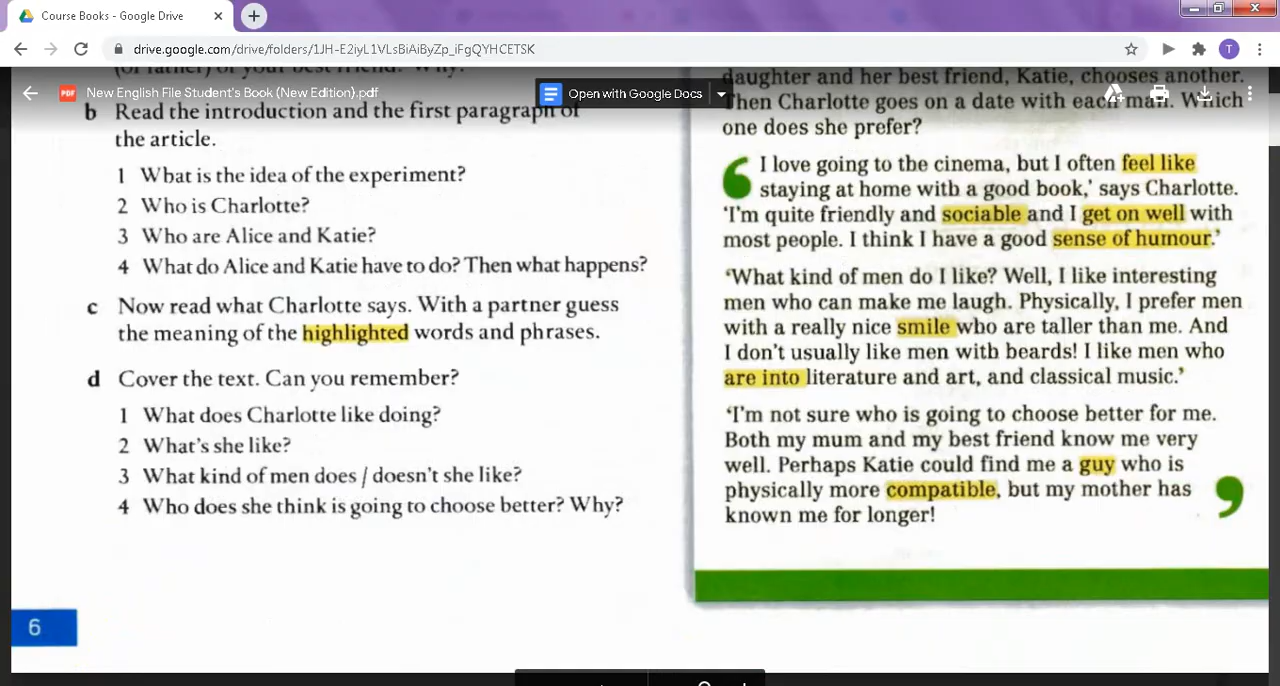 Course Books - Google Drive
drive.google.com/drive/folders/1JH-E2iyL1VLsBiAiByZp_iFgQYHCETSK
T
PDF
New English File Student's Book (New Edition).pdf
Open with Google Docs
(or father) of your best friend? Why?
b Read the introduction and the first paragraph of
the article.
1 What is the idea of the experiment?
2 Who is Charlotte?
3 Who are Alice and Katie?
4 What do Alice and Katie have to do? Then what happens?
c Now read what Charlotte says. With a partner guess
the meaning of the highlighted words and phrases.
d Cover the text. Can you remember?
1 What does Charlotte like doing?
2 What's she like?
3 What kind of men does / doesn't she like?
4 Who does she think is going to choose better? Why?
6
daughter and her best friend, Katie, chooses another.
Then Charlotte goes on a date with each man. Which
one does she prefer?
I love going to the cinema, but I often feel like
staying at home with a good book,' says Charlotte.
'I'm quite friendly and sociable and I get on well with
most people. I think I have a good sense of humour.'
'What kind of men do I like? Well, I like interesting
men who can make me laugh. Physically, I prefer men
with a really nice smile who are taller than me. And
I don't usually like men with beards! I like men who
are into literature and art, and classical music.'
'I'm not sure who is going to choose better for me.
Both my mum and my best friend know me very
well. Perhaps Katie could find me a guy who is
physically more compatible, but my mother has
known me for longer!